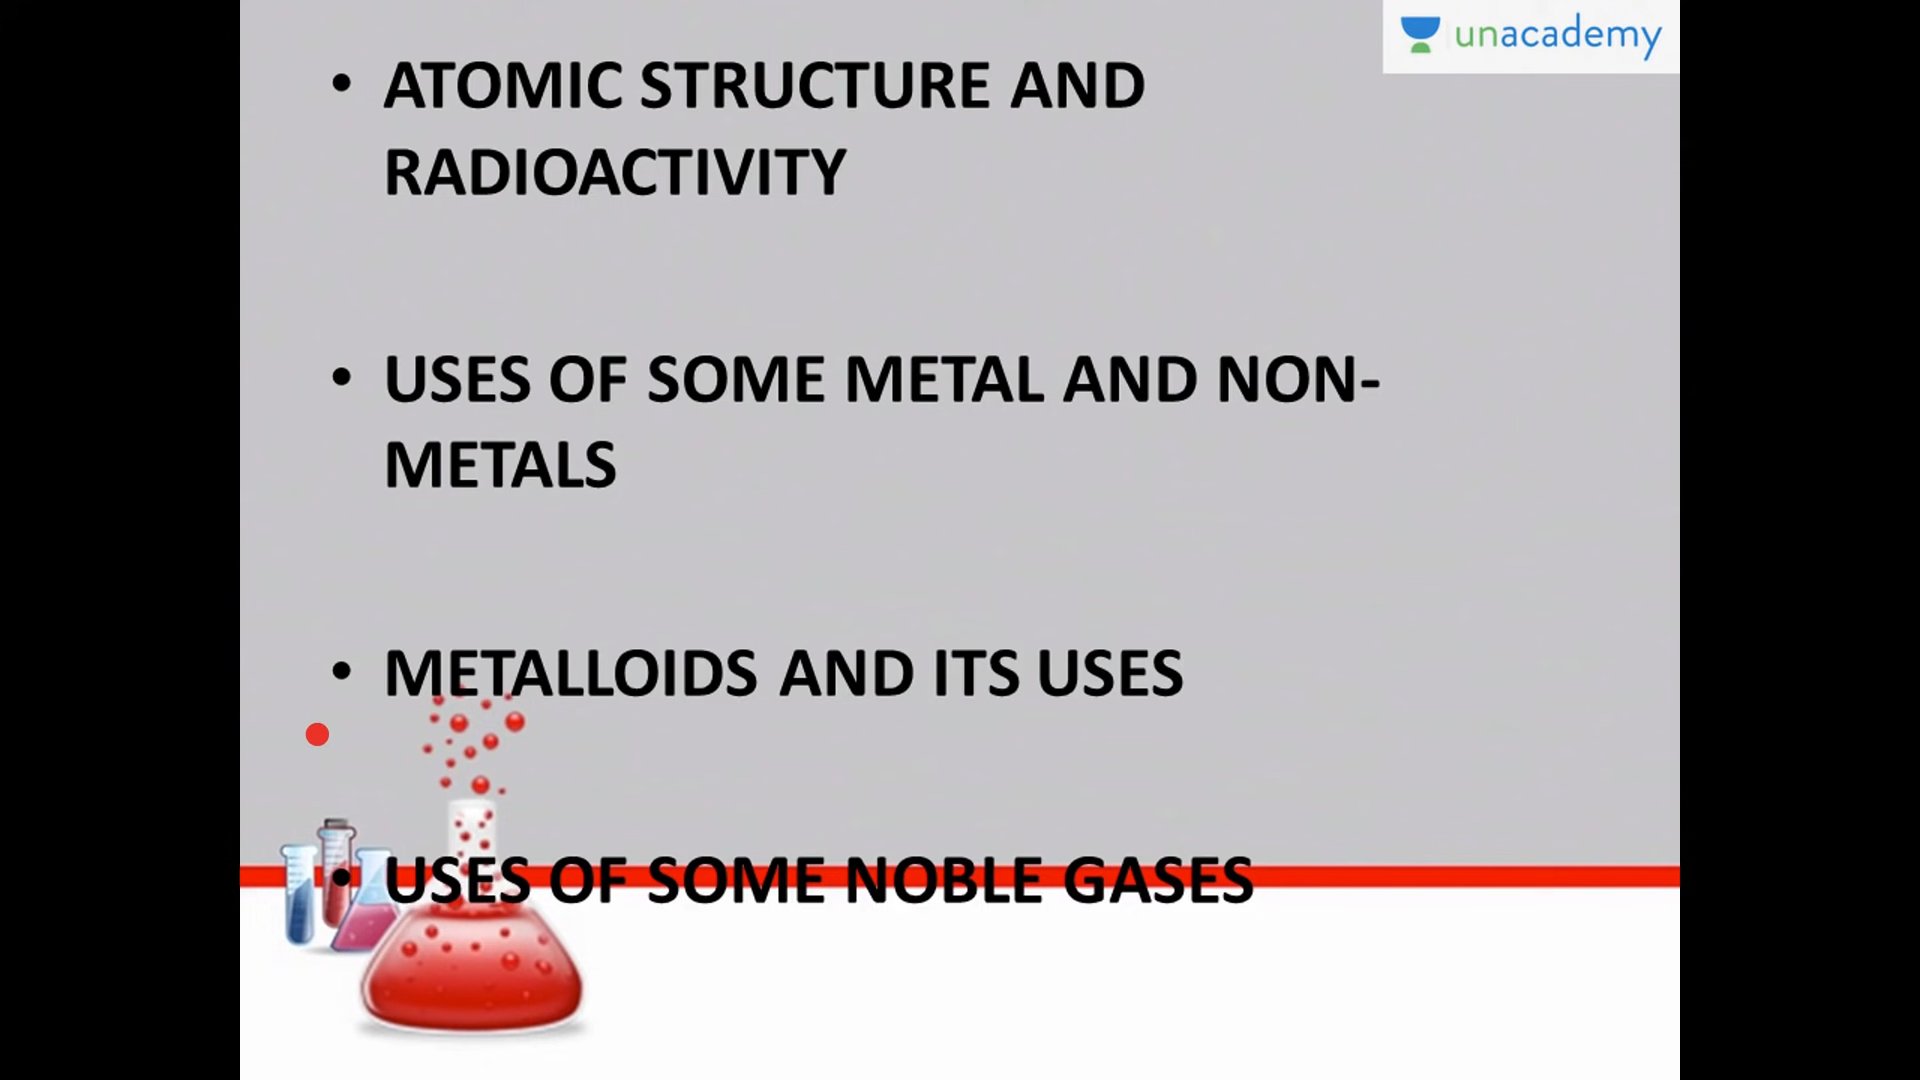 unacademy
• ATOMIC STRUCTURE AND
RADIOACTIVITY
• USES OF SOME METAL AND NON-
METALS
• METALLOIDS AND ITS USES
• USES OF SOME NOBLE GASES